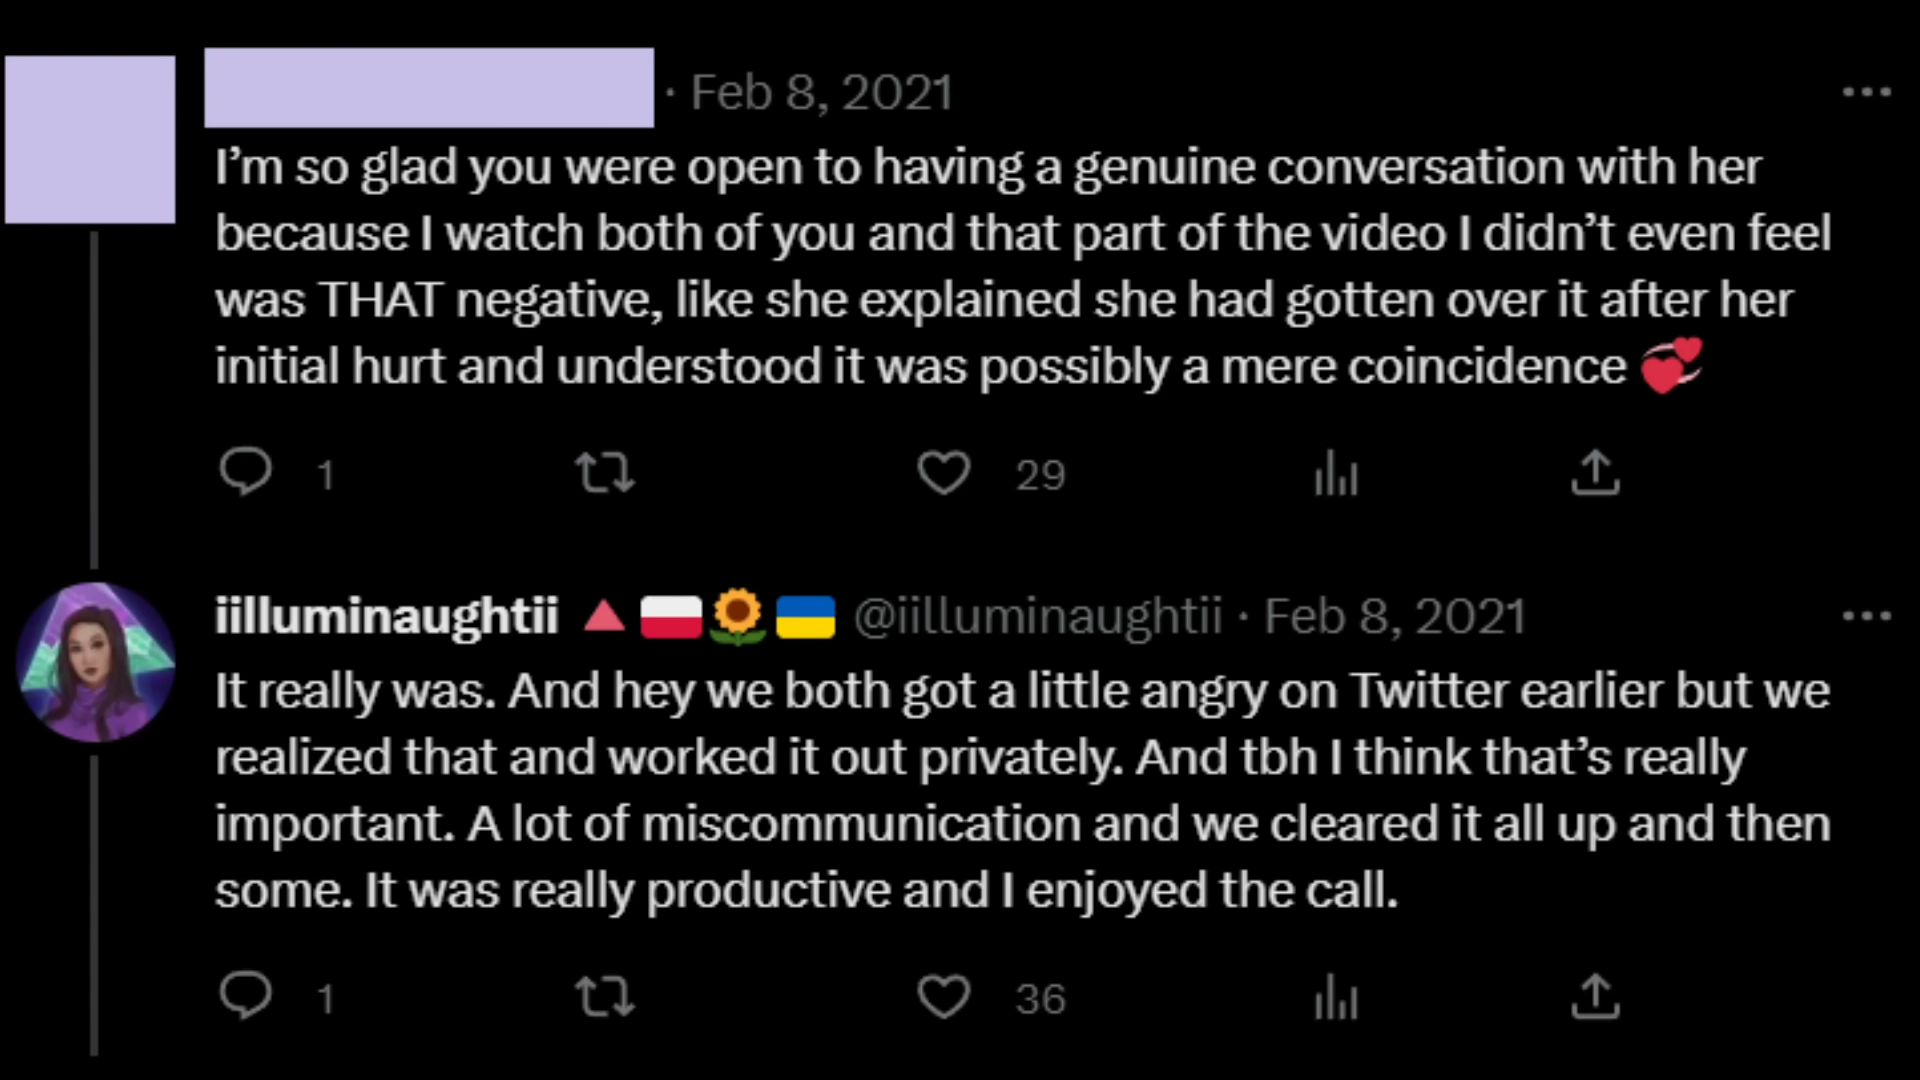 · Feb 8, 2021
I’m so glad you were open to having a genuine conversation with her
because I watch both of you and that part of the video I didn’t even feel
was THAT negative, like she explained she had gotten over it after her
initial hurt and understood it was possibly a mere coincidence 💞
1 29
iilluminaughtii 🔺🇵🇱🌻🇺🇦 @iilluminaughtii · Feb 8, 2021
It really was. And hey we both got a little angry on Twitter earlier but we
realized that and worked it out privately. And tbh I think that’s really
important. A lot of miscommunication and we cleared it all up and then
some. It was really productive and I enjoyed the call.
1 36